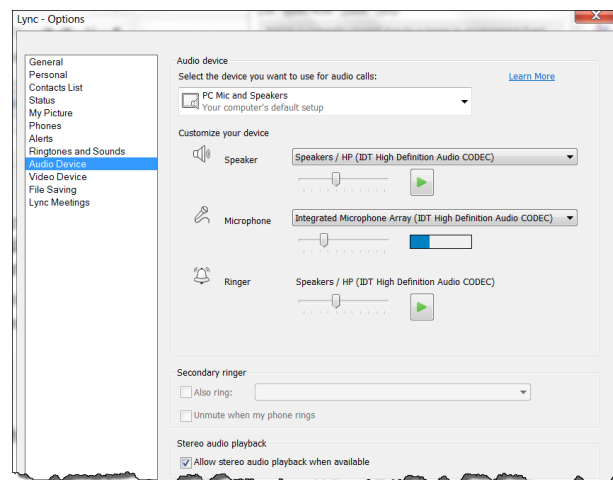 Lync - Options
General
Personal
Contacts List
Status
My Picture
Phones
Alerts
Ringtones and Sounds
Audio Device
Video Device
File Saving
Lync Meetings
Audio device
Select the device you want to use for audio calls:
Learn More
PC Mic and Speakers
Your computer's default setup
Customize your device
Speaker
Speakers / HP (IDT High Definition Audio CODEC)
Microphone
Integrated Microphone Array (IDT High Definition Audio CODEC)
Ringer
Speakers / HP (IDT High Definition Audio CODEC)
Secondary ringer
Also ring:
Unmute when my phone rings
Stereo audio playback
Allow stereo audio playback when available